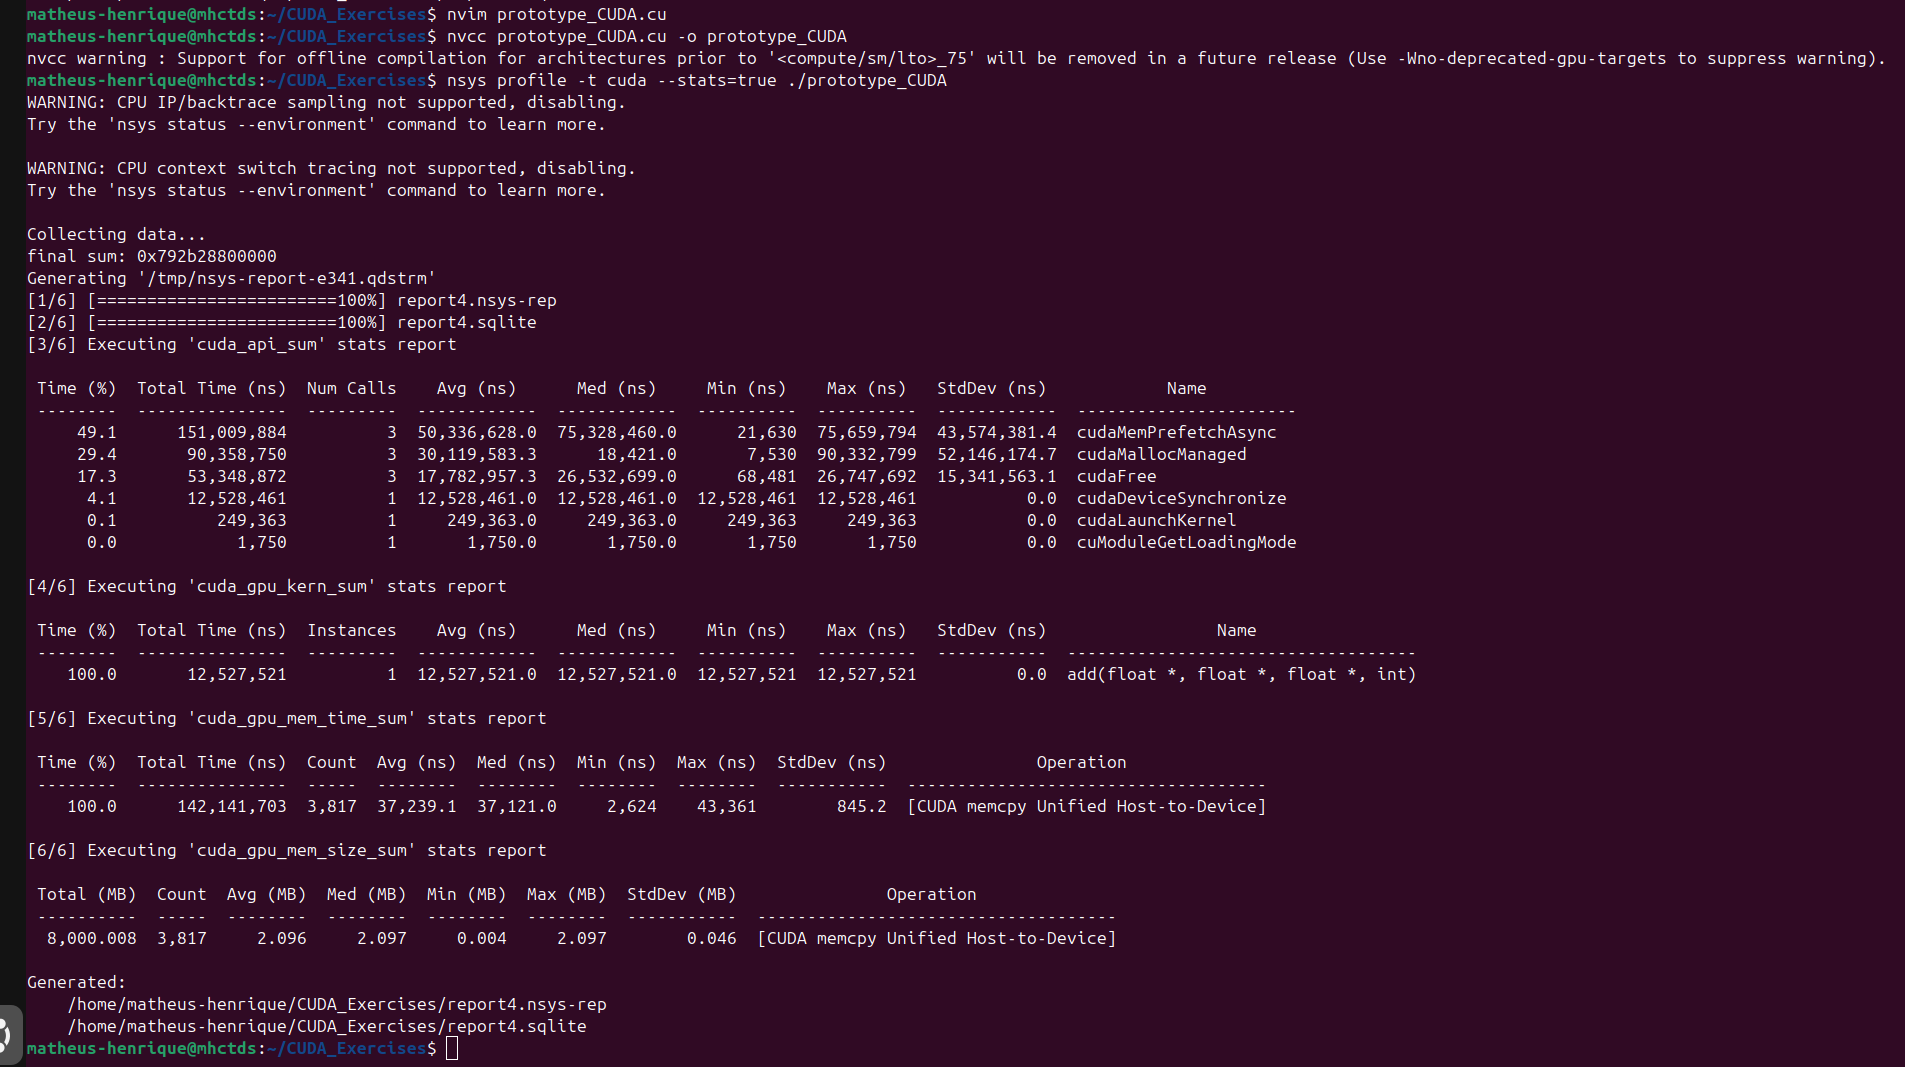 matheus-henrique@mhctds:~/CUDA_Exercises$ nvim prototype_CUDA.cu
matheus-henrique@mhctds:~/CUDA_Exercises$ nvcc prototype_CUDA.cu -o prototype_CUDA
nvcc warning : Support for offline compilation for architectures prior to '<compute/sm/lto>_75' will be removed in a future release (Use -Wno-deprecated-gpu-targets to suppress warning).
matheus-henrique@mhctds:~/CUDA_Exercises$ nsys profile -t cuda --stats=true ./prototype_CUDA
WARNING: CPU IP/backtrace sampling not supported, disabling.
Try the 'nsys status --environment' command to learn more.

WARNING: CPU context switch tracing not supported, disabling.
Try the 'nsys status --environment' command to learn more.

Collecting data...
final sum: 0x792b28800000
Generating '/tmp/nsys-report-e341.qdstrm'
[1/6] [========================100%] report4.nsys-rep
[2/6] [========================100%] report4.sqlite
[3/6] Executing 'cuda_api_sum' stats report

 Time (%)  Total Time (ns)  Num Calls    Avg (ns)      Med (ns)     Min (ns)    Max (ns)   StdDev (ns)            Name
 --------  ---------------  ---------  ------------  ------------  ----------  ----------  ------------  ----------------------
     49.1      151,009,884          3  50,336,628.0  75,328,460.0      21,630  75,659,794  43,574,381.4  cudaMemPrefetchAsync
     29.4       90,358,750          3  30,119,583.3      18,421.0       7,530  90,332,799  52,146,174.7  cudaMallocManaged
     17.3       53,348,872          3  17,782,957.3  26,532,699.0      68,481  26,747,692  15,341,563.1  cudaFree
      4.1       12,528,461          1  12,528,461.0  12,528,461.0  12,528,461  12,528,461           0.0  cudaDeviceSynchronize
      0.1          249,363          1     249,363.0     249,363.0     249,363     249,363           0.0  cudaLaunchKernel
      0.0            1,750          1       1,750.0       1,750.0       1,750       1,750           0.0  cuModuleGetLoadingMode

[4/6] Executing 'cuda_gpu_kern_sum' stats report

 Time (%)  Total Time (ns)  Instances    Avg (ns)      Med (ns)     Min (ns)    Max (ns)   StdDev (ns)                 Name
 --------  ---------------  ---------  ------------  ------------  ----------  ----------  -----------  -----------------------------------
    100.0       12,527,521          1  12,527,521.0  12,527,521.0  12,527,521  12,527,521          0.0  add(float *, float *, float *, int)

[5/6] Executing 'cuda_gpu_mem_time_sum' stats report

 Time (%)  Total Time (ns)  Count  Avg (ns)  Med (ns)  Min (ns)  Max (ns)  StdDev (ns)               Operation
 --------  ---------------  -----  --------  --------  --------  --------  -----------  ------------------------------------
    100.0      142,141,703  3,817  37,239.1  37,121.0     2,624    43,361        845.2  [CUDA memcpy Unified Host-to-Device]

[6/6] Executing 'cuda_gpu_mem_size_sum' stats report

 Total (MB)  Count  Avg (MB)  Med (MB)  Min (MB)  Max (MB)  StdDev (MB)               Operation
 ----------  -----  --------  --------  --------  --------  -----------  ------------------------------------
  8,000.008  3,817     2.096     2.097     0.004     2.097        0.046  [CUDA memcpy Unified Host-to-Device]

Generated:
    /home/matheus-henrique/CUDA_Exercises/report4.nsys-rep
    /home/matheus-henrique/CUDA_Exercises/report4.sqlite
matheus-henrique@mhctds:~/CUDA_Exercises$